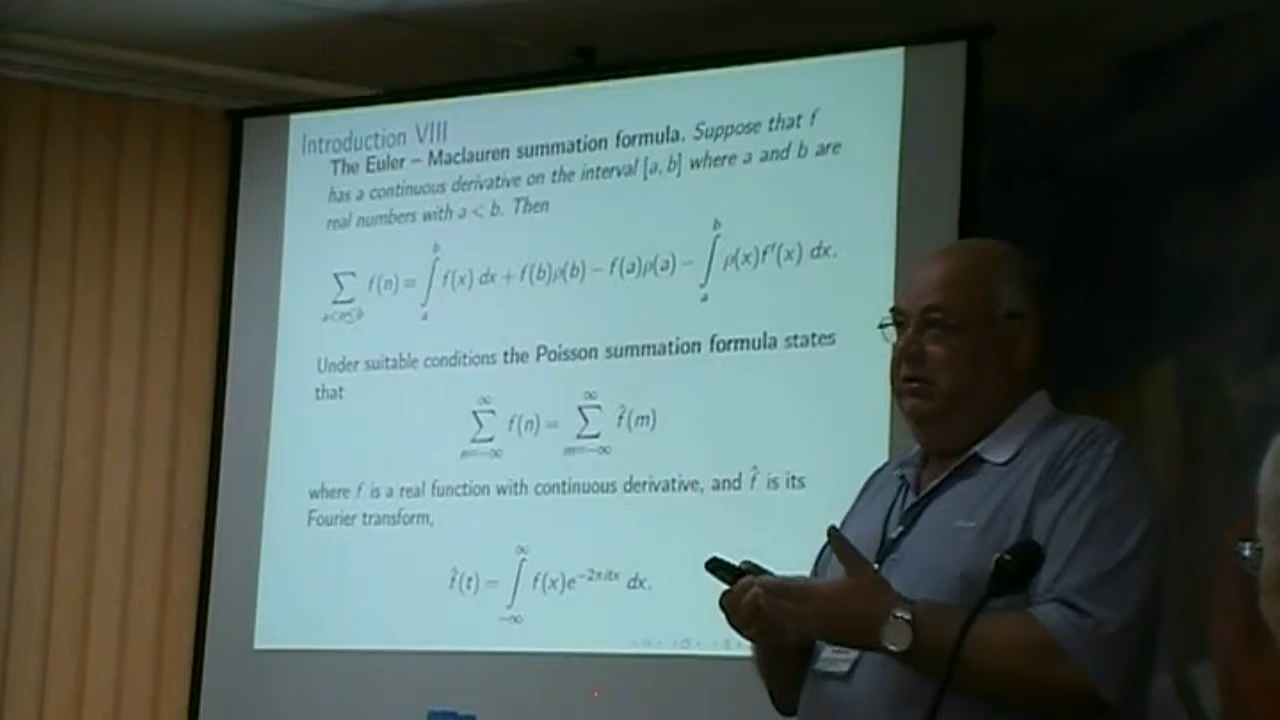 Introduction VIII
The Euler – Maclauren summation formula. Suppose that f
has a continuous derivative on the interval [a, b] where a and b are
real numbers with a < b. Then
∑_{a<n≤b} f(n) = ∫_a^b f(x) dx + f(b)ρ(b) − f(a)ρ(a) − ∫_a^b ρ(x)f′(x) dx.
Under suitable conditions the Poisson summation formula states
that
∑_{n=−∞}^{∞} f(n) = ∑_{m=−∞}^{∞} f̂(m)
where f is a real function with continuous derivative, and f̂ is its
Fourier transform,
f̂(t) = ∫_{−∞}^{∞} f(x)e^{−2πitx} dx.